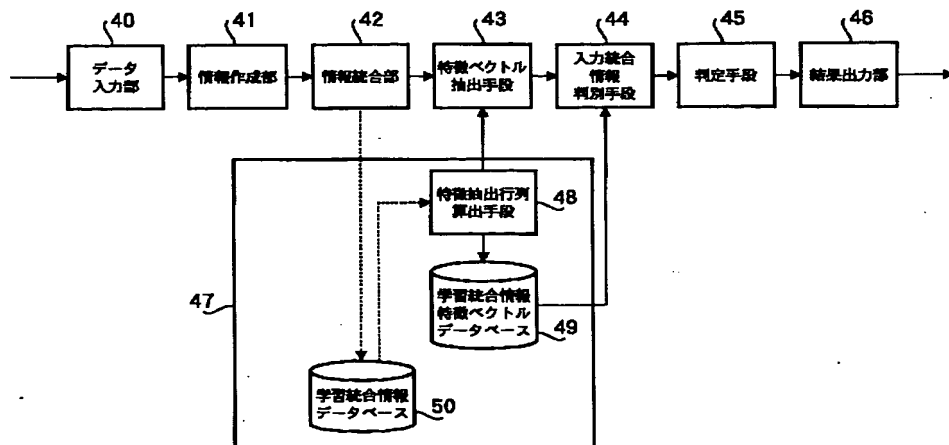 40
41
42
43
44
45
46
データ
入力部
情報作成部
情報統合部
特徴ベクトル
抽出手段
入力統合
情報
判別手段
判定手段
結果出力部
特徴抽出行列
算出手段
48
47
学習統合情報
特徴ベクトル
データベース
49
学習統合情報
データベース
50